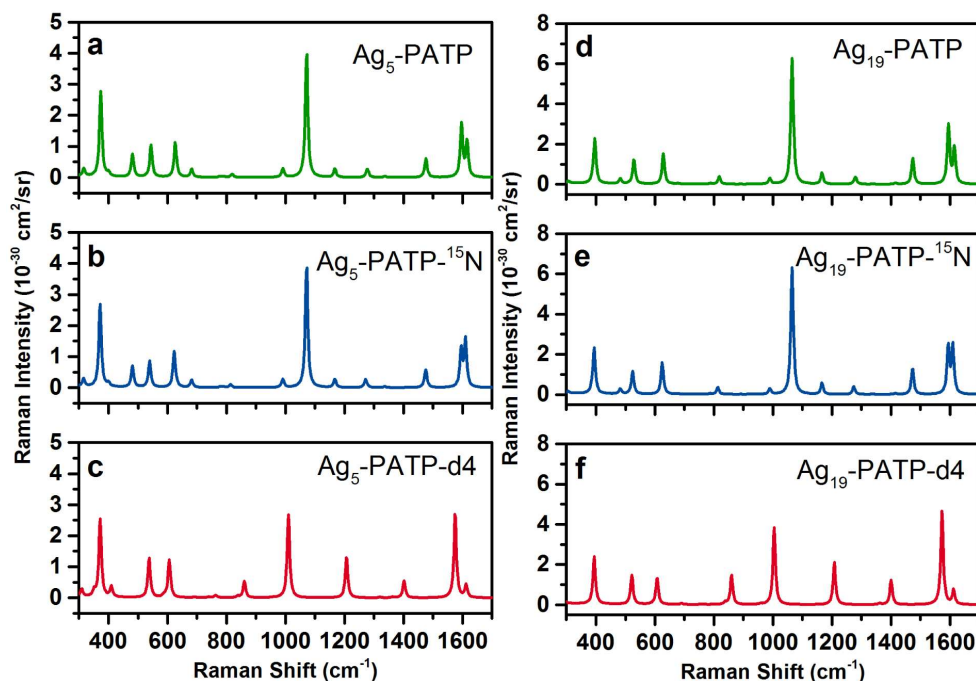 a
Ag5-PATP
5
4
3
2
1
0
b
Ag5-PATP-15N
5
4
3
2
1
0
c
Ag5-PATP-d4
5
4
3
2
1
0
400 600 800 1000 1200 1400 1600
Raman Shift (cm-1)
Raman Intensity (10-30 cm2/sr)
d
Ag19-PATP
8
6
4
2
0
e
Ag19-PATP-15N
8
6
4
2
0
f
Ag19-PATP-d4
8
6
4
2
0
400 600 800 1000 1200 1400 1600
Raman Shift (cm-1)
Raman Intensity (10-30 cm2/sr)